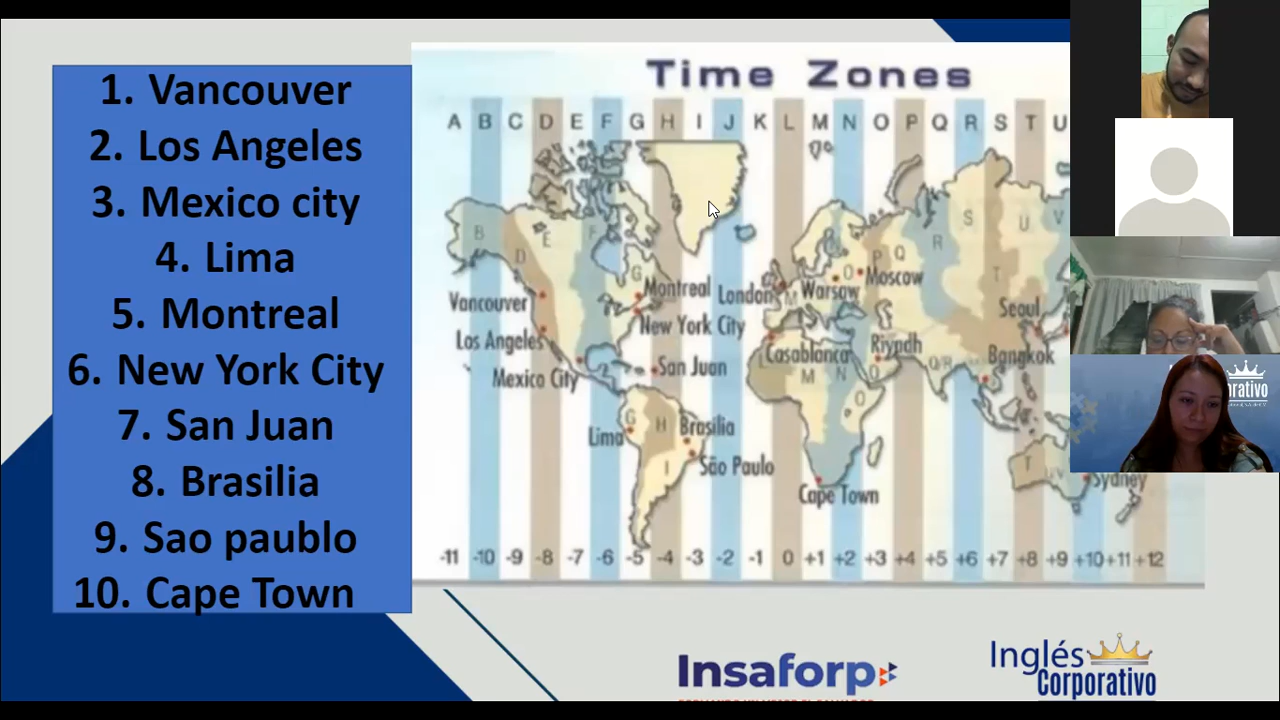 1. Vancouver
2. Los Angeles
3. Mexico city
4. Lima
5. Montreal
6. New York City
7. San Juan
8. Brasilia
9. Sao paublo
10. Cape Town
Time Zones
A B C D E F G H I J K L M N O P Q R S T U
B
D
E
F
G
O
P
Q
R
S
T
U
V
Vancouver
Los Angeles
Mexico City
Montreal
New York City
San Juan
London
M
Warsaw
Moscow
Casablanca
Riyadh
Seoul
Bangkok
M
N
O
O
Q
R
G
H
I
Lima
Brasilia
São Paulo
Cape Town
T
U
V
Sydney
-11 -10 -9 -8 -7 -6 -5 -4 -3 -2 -1 0 +1 +2 +3 +4 +5 +6 +7 +8 +9 +10 +11 +12
Insaforp
Inglés
Corporativo